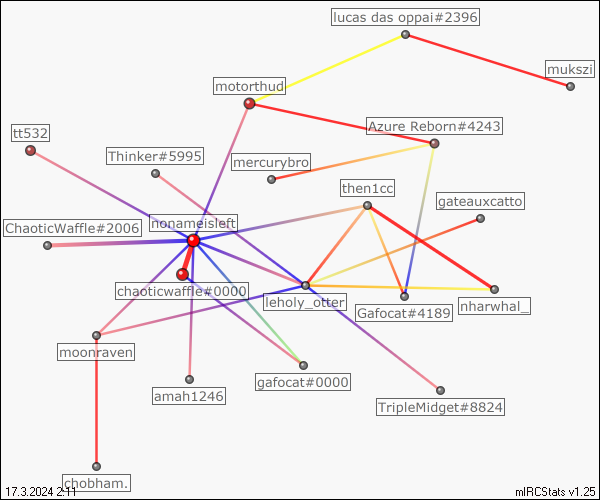 lucas das oppai#2396
mukszi
motorthud
Azure Reborn#4243
tt532
Thinker#5995
mercurybro
then1cc
gateauxcatto
nonameisleft
ChaoticWaffle#2006
chaoticwaffle#0000
leholy_otter
Gafocat#4189
nharwhal_
moonraven
gafocat#0000
amah1246
TripleMidget#8824
chobham.
17.3.2024 2:11
mIRCStats v1.25